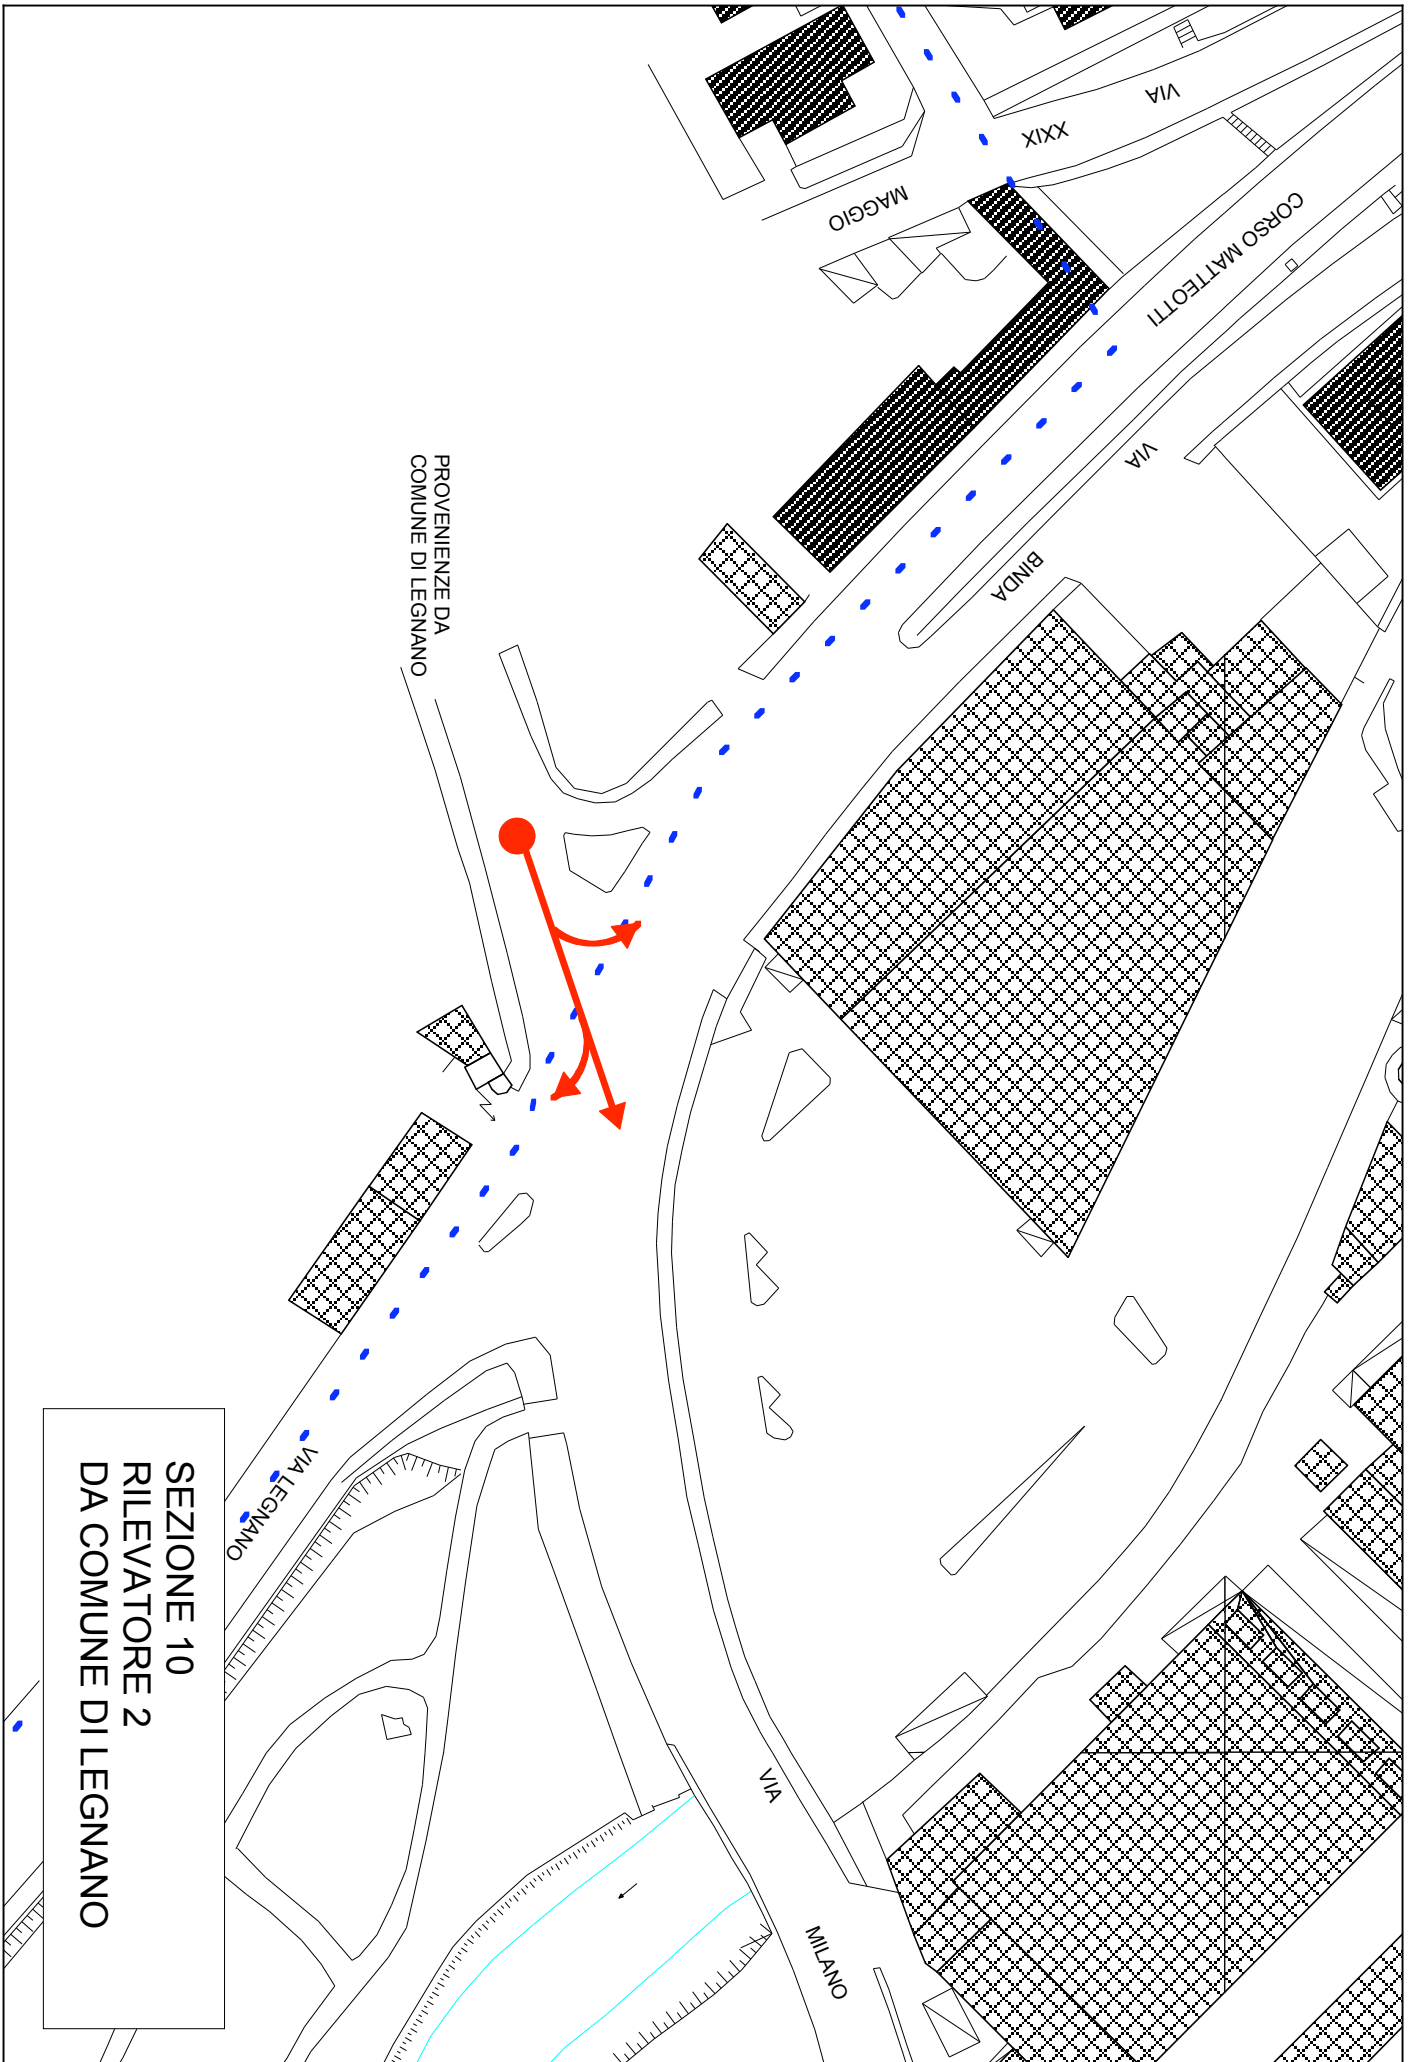 VIA
XXIX
MAGGIO
CORSO MATTEOTTI
VIA
BINDA
PROVENIENZE DA
COMUNE DI LEGNANO
VIA LEGNANO
VIA
MILANO
SEZIONE 10
RILEVATORE 2
DA COMUNE DI LEGNANO